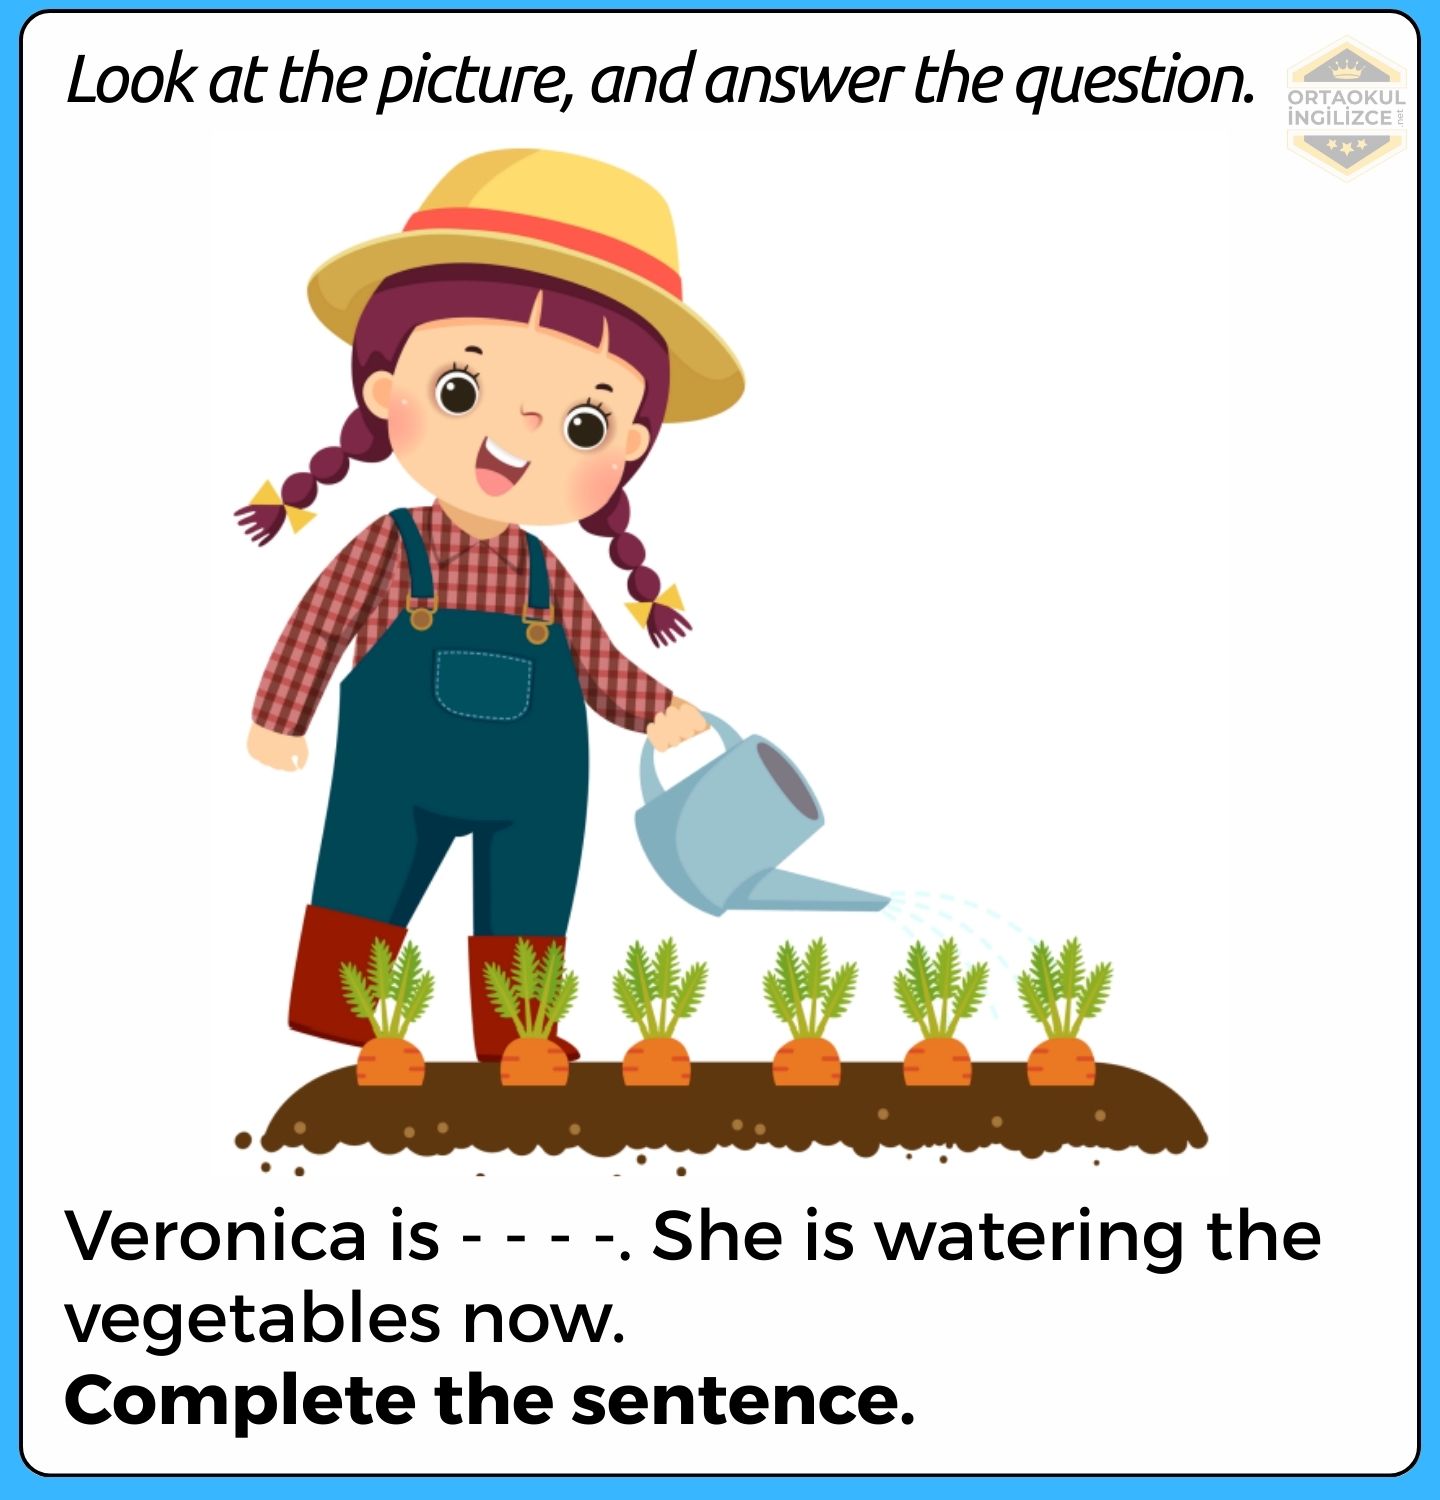 Look at the picture, and answer the question.
ORTAOKUL
İNGİLİZCE
.net
Veronica is - - - -. She is watering the
vegetables now.
Complete the sentence.